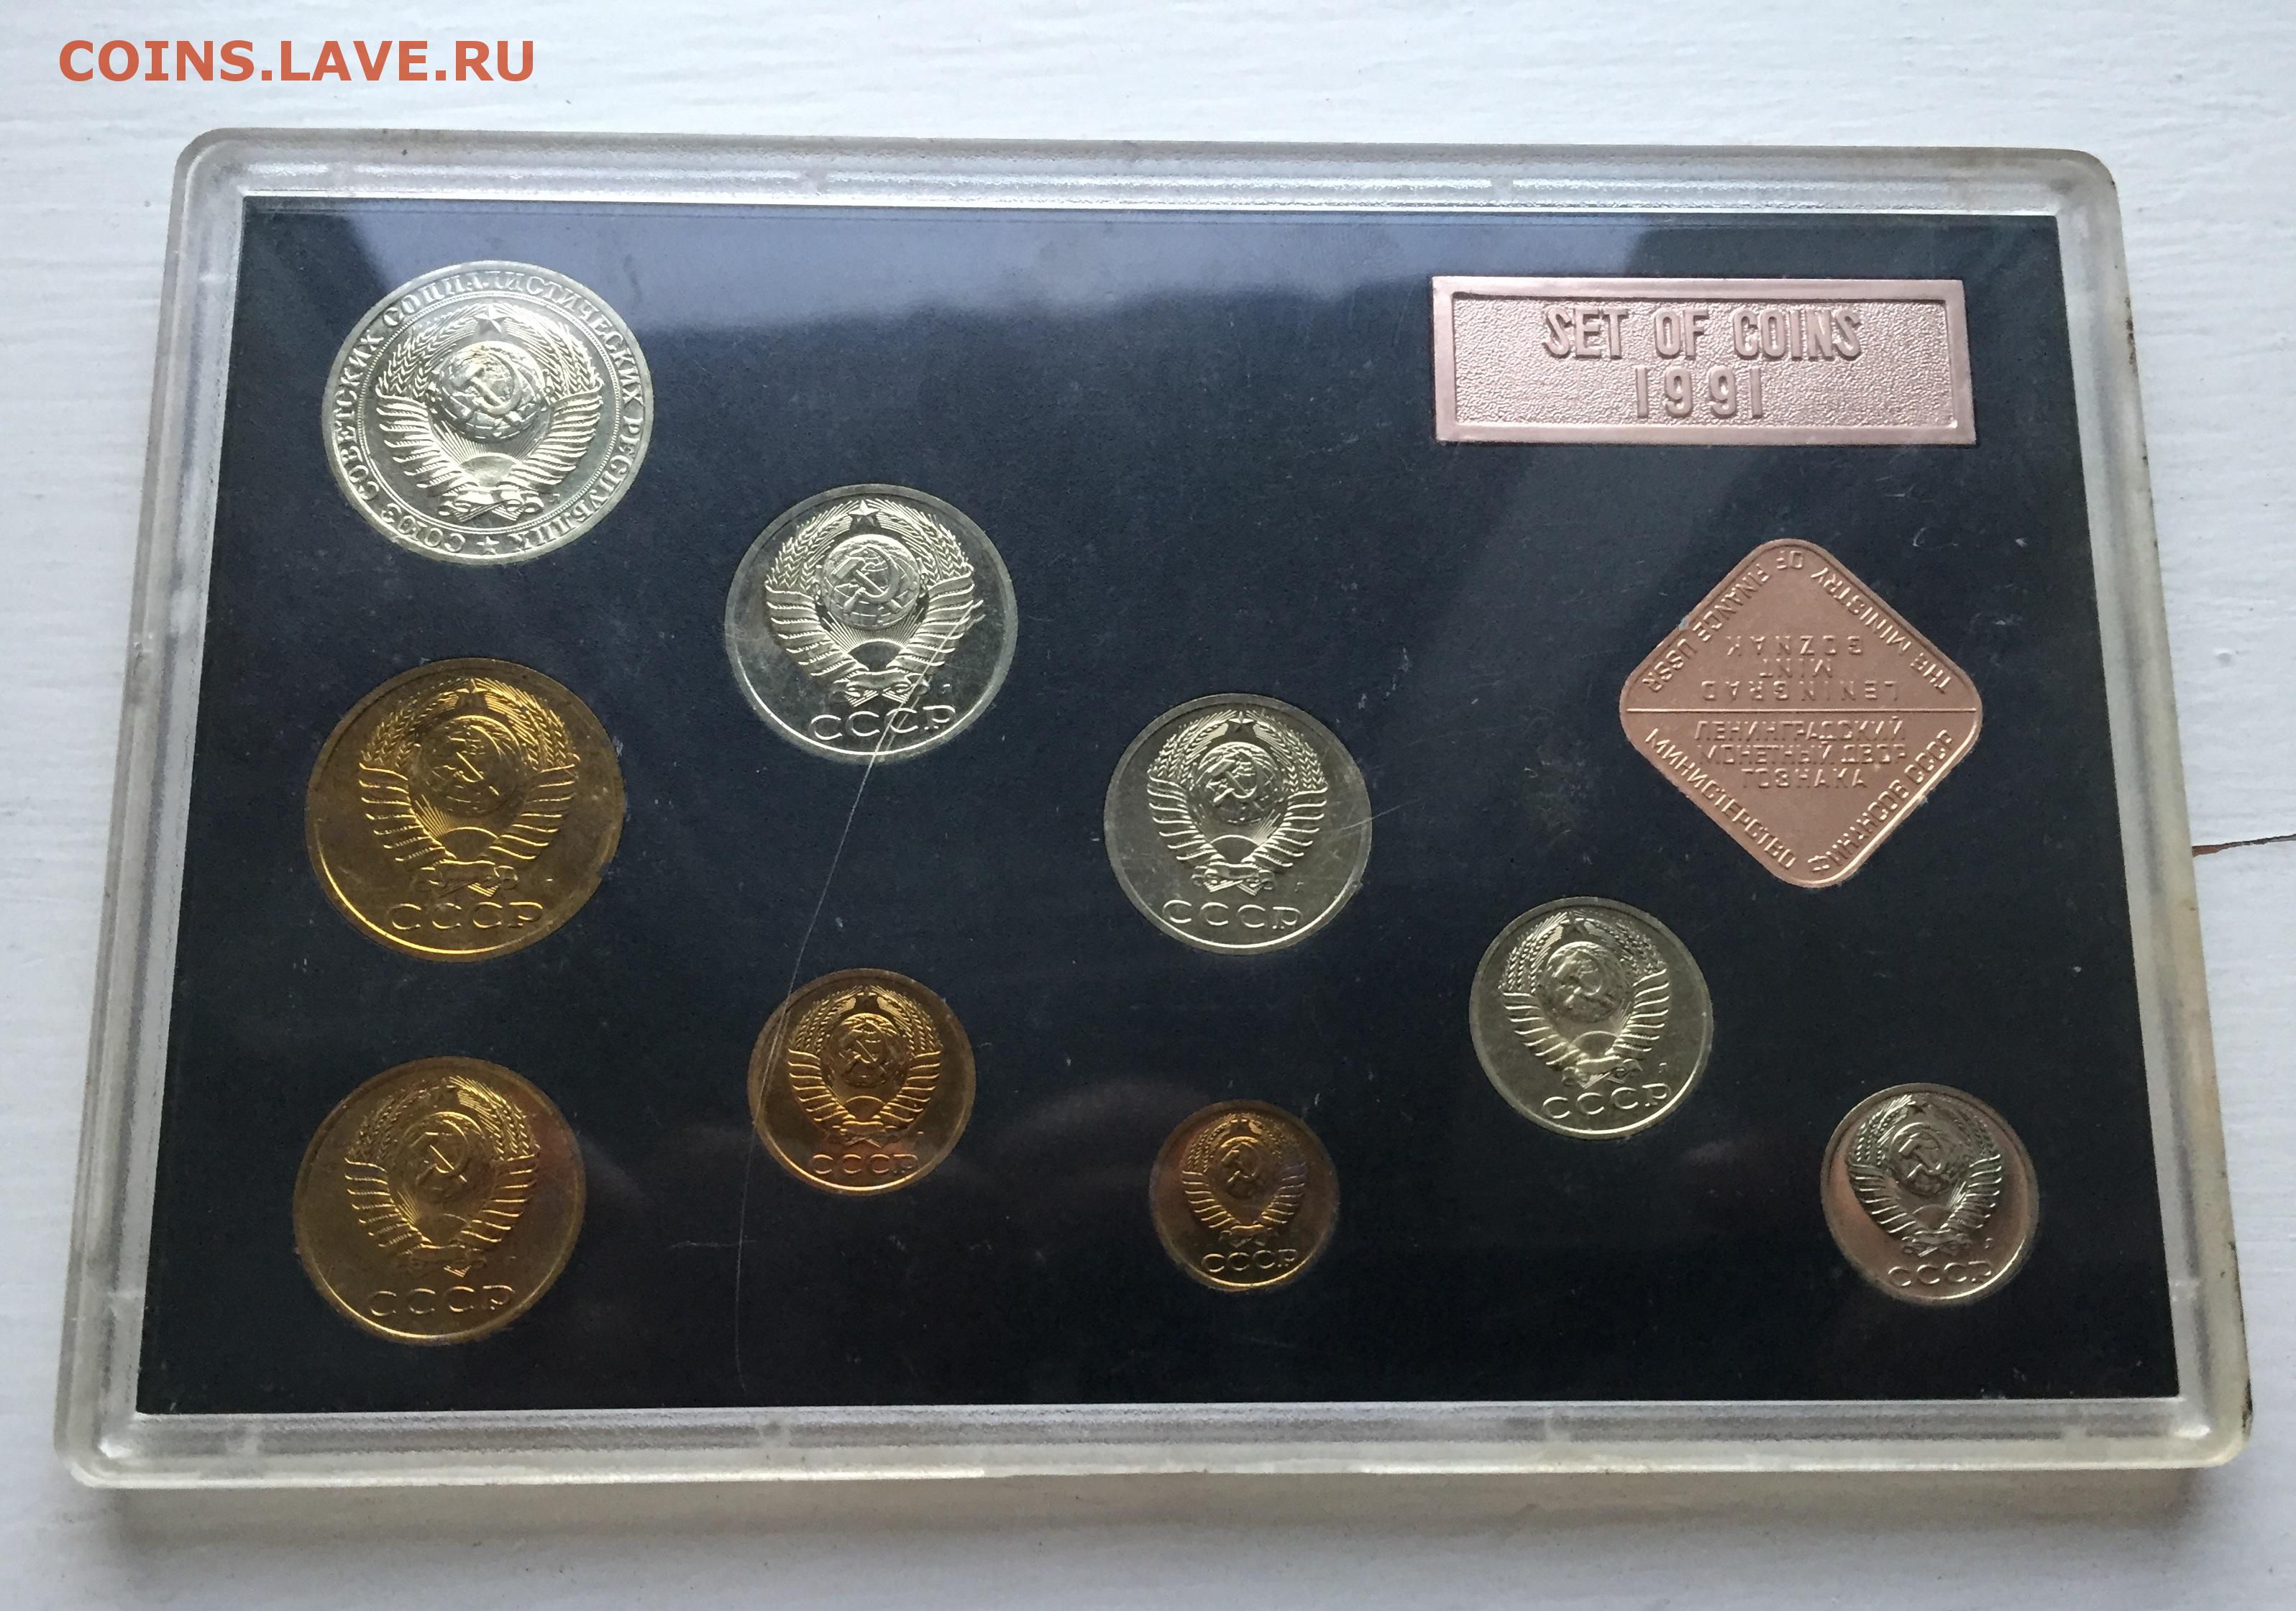 COINS.LAVE.RU
СОЮЗ СОВЕТСКИХ СОЦИАЛИСТИЧЕСКИХ РЕСПУБЛИК
SET OF COINS
1991
СССР
THE MINISTRY OF FINANCE USSR
LENINGRAD
MINT
GOZNAK
ЛЕНИНГРАДСКИЙ
МОНЕТНЫЙ ДВОР
ГОЗНАКА
МИНИСТЕРСТВО ФИНАНСОВ СССР
СССР
СССР
СССР
СССР
СССР
СССР
СССР
Л